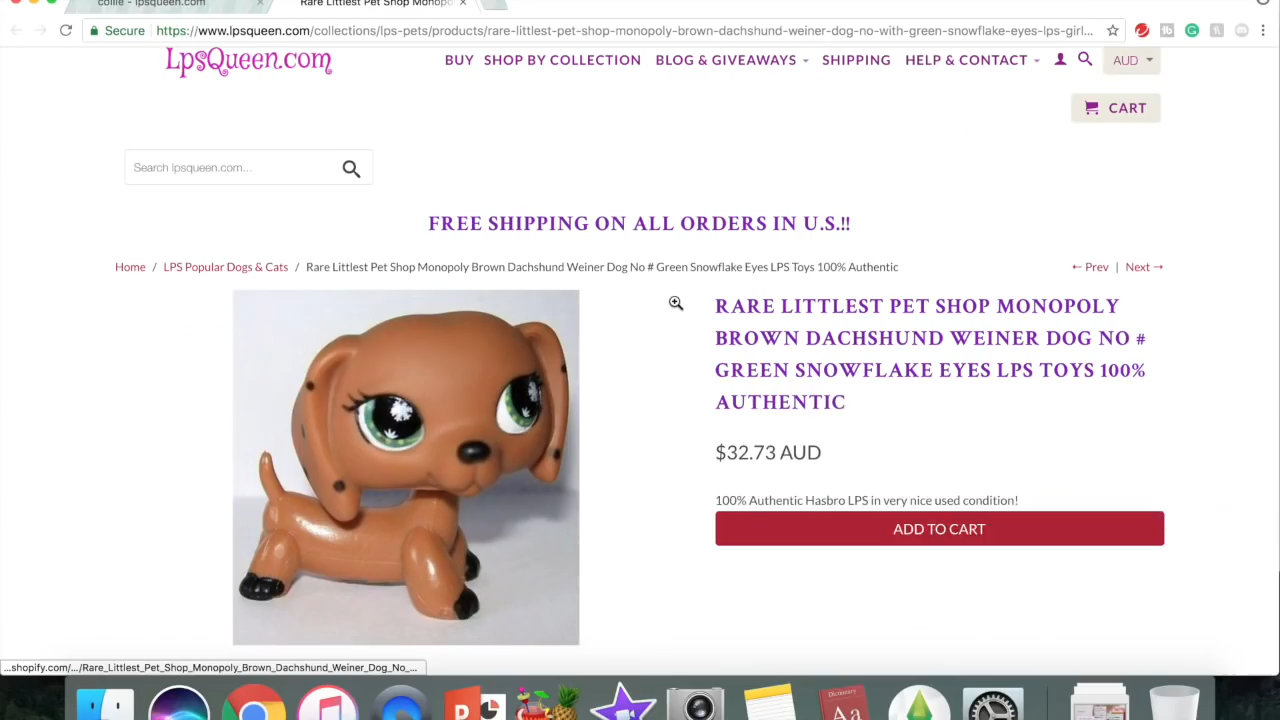 collie - lpsqueen.com
Rare Littlest Pet Shop Monopo
Secure https://www.lpsqueen.com/collections/lps-pets/products/rare-littlest-pet-shop-monopoly-brown-dachshund-weiner-dog-no-with-green-snowflake-eyes-lps-girl...
LpsQueen.com
BUY SHOP BY COLLECTION BLOG & GIVEAWAYS SHIPPING HELP & CONTACT AUD
CART
Search lpsqueen.com...
FREE SHIPPING ON ALL ORDERS IN U.S.!!
Home / LPS Popular Dogs & Cats / Rare Littlest Pet Shop Monopoly Brown Dachshund Weiner Dog No # Green Snowflake Eyes LPS Toys 100% Authentic
← Prev | Next →
RARE LITTLEST PET SHOP MONOPOLY
BROWN DACHSHUND WEINER DOG NO #
GREEN SNOWFLAKE EYES LPS TOYS 100%
AUTHENTIC
$32.73 AUD
100% Authentic Hasbro LPS in very nice used condition!
ADD TO CART
...shopify.com/.../Rare_Littlest_Pet_Shop_Monopoly_Brown_Dachshund_Weiner_Dog_No_...
P
Dictionary
Aa